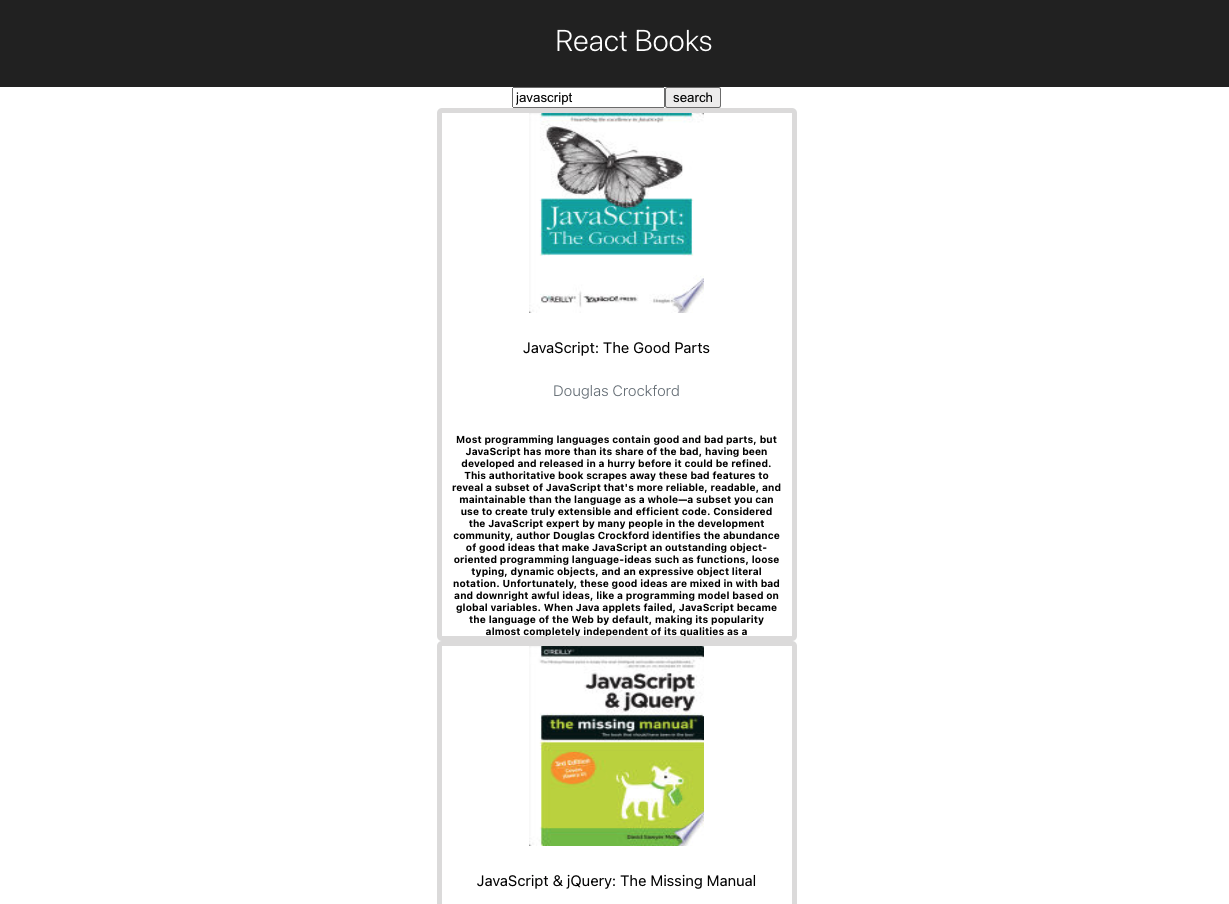 React Books
javascript
search
JavaScript:
The Good Parts
O'REILLY
YAHOO! PRESS
JavaScript: The Good Parts
Douglas Crockford
Most programming languages contain good and bad parts, but
JavaScript has more than its share of the bad, having been
developed and released in a hurry before it could be refined.
This authoritative book scrapes away these bad features to
reveal a subset of JavaScript that's more reliable, readable, and
maintainable than the language as a whole—a subset you can
use to create truly extensible and efficient code. Considered
the JavaScript expert by many people in the development
community, author Douglas Crockford identifies the abundance
of good ideas that make JavaScript an outstanding object-
oriented programming language-ideas such as functions, loose
typing, dynamic objects, and an expressive object literal
notation. Unfortunately, these good ideas are mixed in with bad
and downright awful ideas, like a programming model based on
global variables. When Java applets failed, JavaScript became
the language of the Web by default, making its popularity
almost completely independent of its qualities as a
O'REILLY
JavaScript
& jQuery
the missing manual
The book that should have been in the box
3rd Edition
David Sawyer
JavaScript & jQuery: The Missing Manual